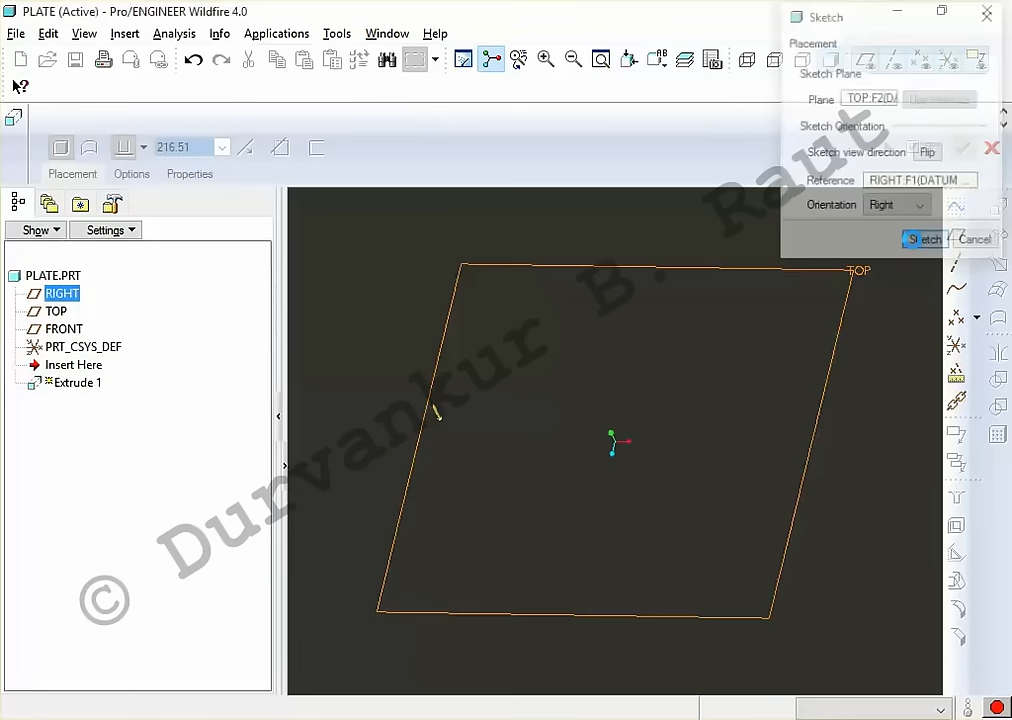 PLATE (Active) - Pro/ENGINEER Wildfire 4.0
File Edit View Insert Analysis Info Applications Tools Window Help
Sketch
Placement
Sketch Plane
Plane TOP:F2(DA
Sketch Orientation
Sketch view direction Flip
Reference RIGHT:F1(DATUM ...
Orientation Right
Sketch Cancel
216.51
Placement Options Properties
Show Settings
PLATE.PRT
RIGHT
TOP
FRONT
PRT_CSYS_DEF
Insert Here
Extrude 1
TOP
© Durvankur B. Raut